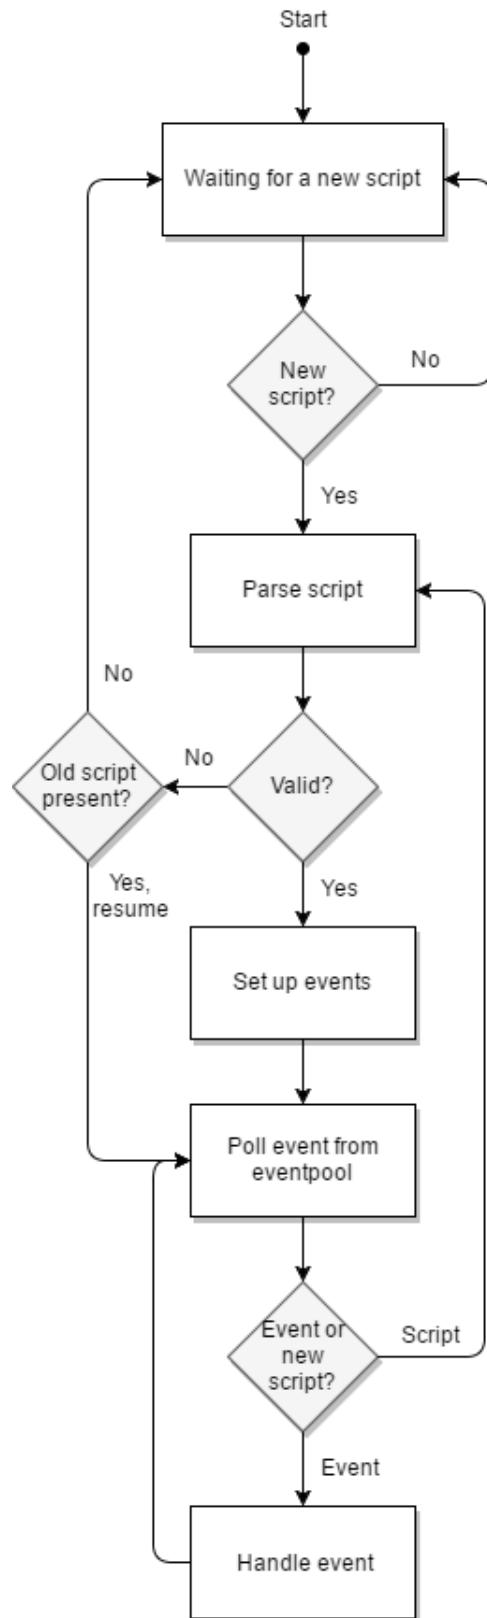 Start
Waiting for a new script
New
script?
No
Yes
Parse script
No
Old script
present?
No
Valid?
Yes,
resume
Yes
Set up events
Poll event from
eventpool
Event or
new
script?
Script
Event
Handle event